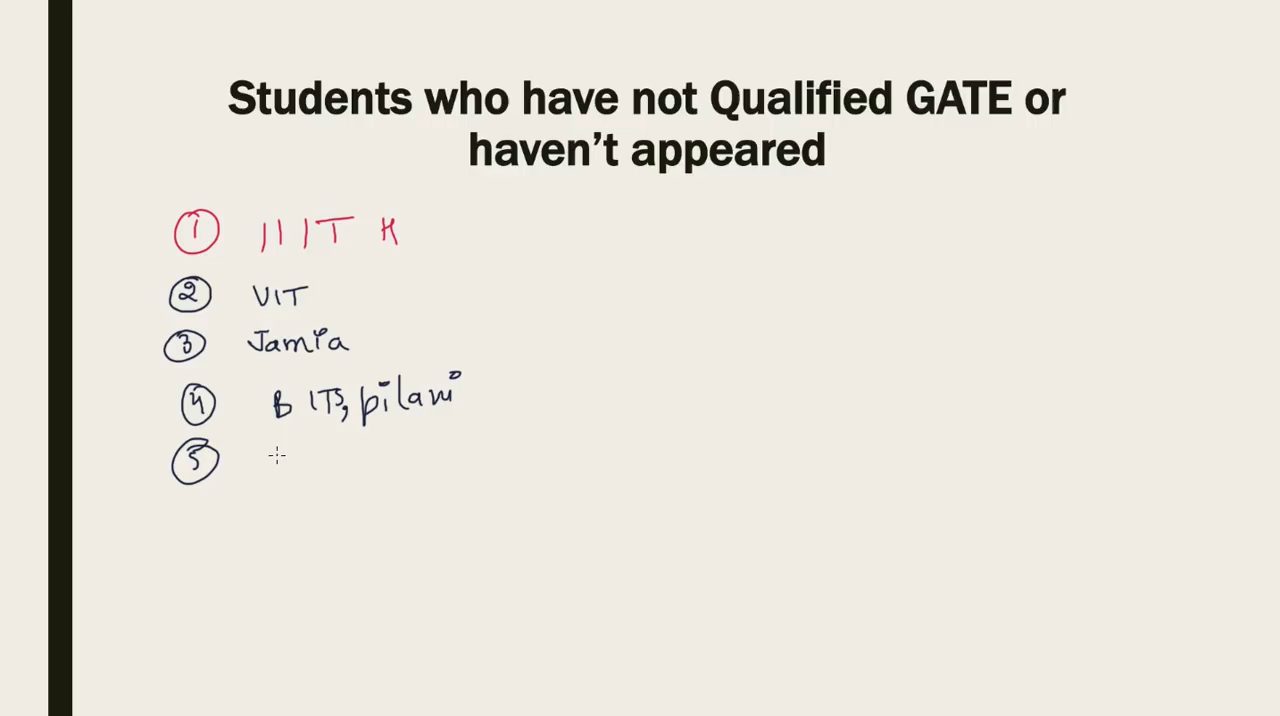 Students who have not Qualified GATE or
haven't appeared
1 IIIT H
2 VIT
3 Jamia
4 BITS, pilani
5